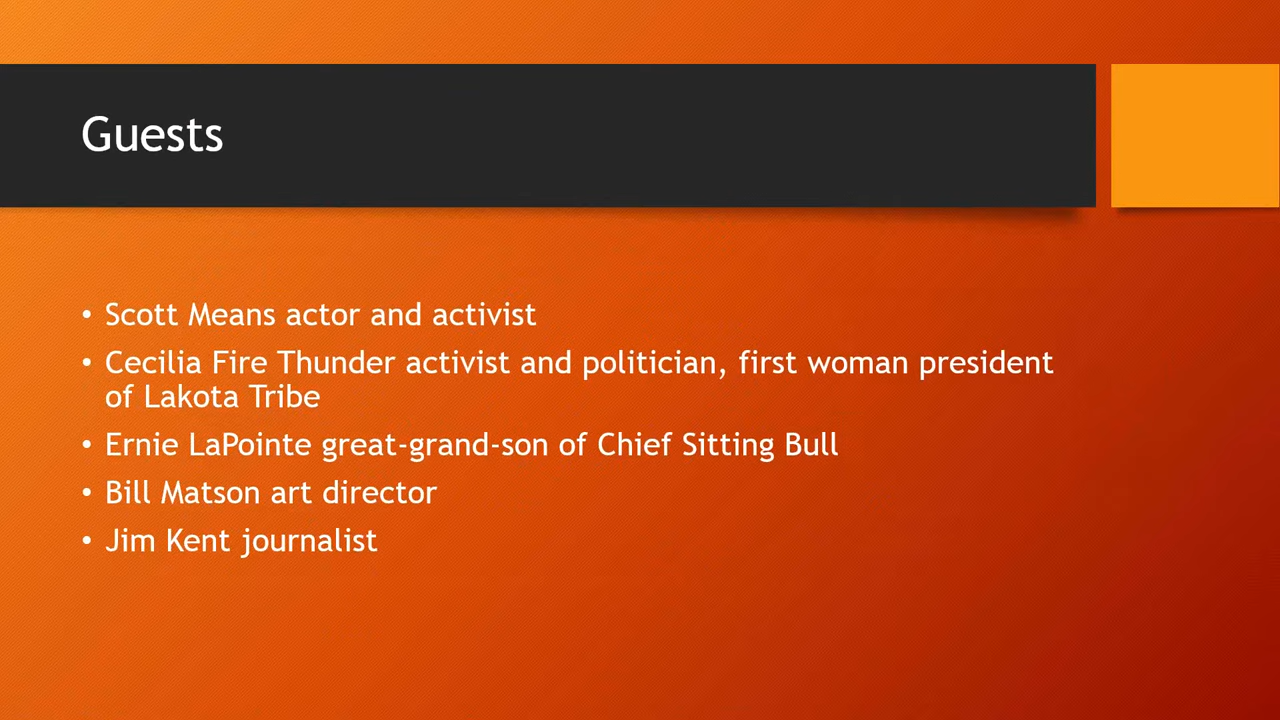 Guests
• Scott Means actor and activist
• Cecilia Fire Thunder activist and politician, first woman president
of Lakota Tribe
• Ernie LaPointe great-grand-son of Chief Sitting Bull
• Bill Matson art director
• Jim Kent journalist